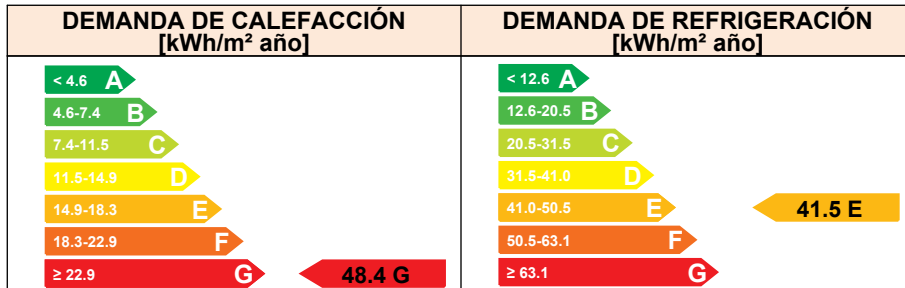 DEMANDA DE CALEFACCIÓN
[kWh/m² año]
< 4.6 A
4.6-7.4 B
7.4-11.5 C
11.5-14.9 D
14.9-18.3 E
18.3-22.9 F
≥ 22.9 G
48.4 G
DEMANDA DE REFRIGERACIÓN
[kWh/m² año]
< 12.6 A
12.6-20.5 B
20.5-31.5 C
31.5-41.0 D
41.0-50.5 E
41.5 E
50.5-63.1 F
≥ 63.1 G